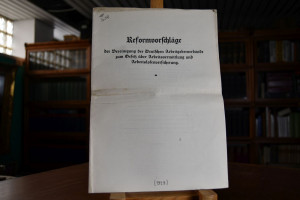 Reformvorschläge
der Vereinigung der Deutschen Arbeitgeberverbände
zum Gesetz über Arbeitsvermittlung und
Arbeitslosenversicherung